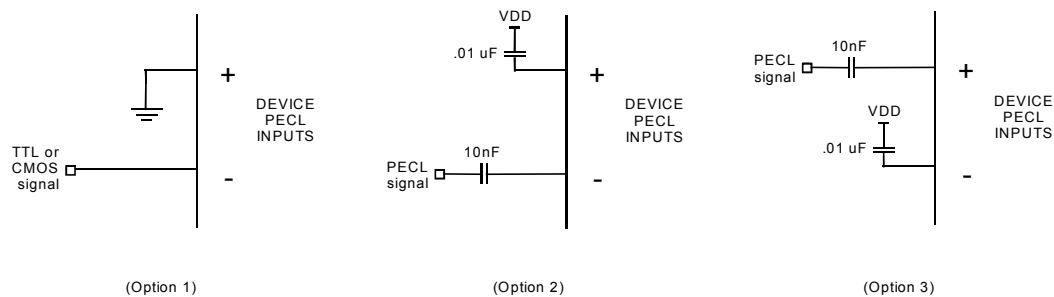 +
DEVICE
PECL
INPUTS
TTL or
CMOS
signal
-
(Option 1)
VDD
.01 uF
+
DEVICE
PECL
INPUTS
10nF
PECL
signal
-
(Option 2)
10nF
PECL
signal
+
DEVICE
PECL
INPUTS
VDD
.01 uF
-
(Option 3)